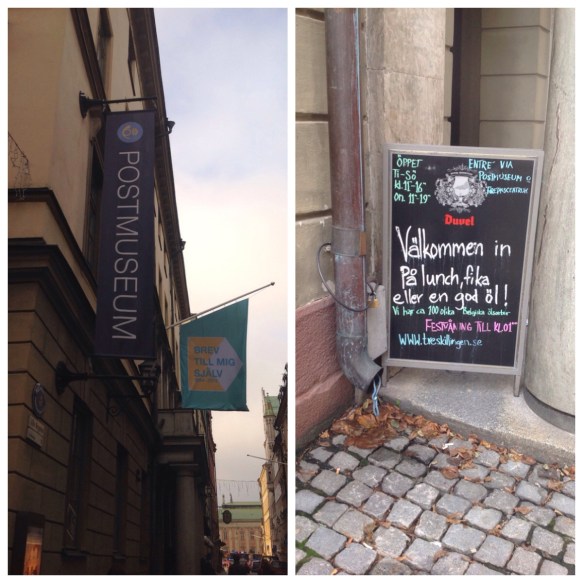 POSTMUSEUM
BREV
TILL MIG
SJÄLV
ÖPPET
Ti-Sö
kl.11-16
On. 11-19
ENTRE VIA
POSTMUSEUM
Duvel
Välkommen in
På lunch, fika
eller en god öl!
Vi har ca 100 olika Belgiska ölsorter
FESTVÅNING TILL KL01
WWW.treskillingen.se